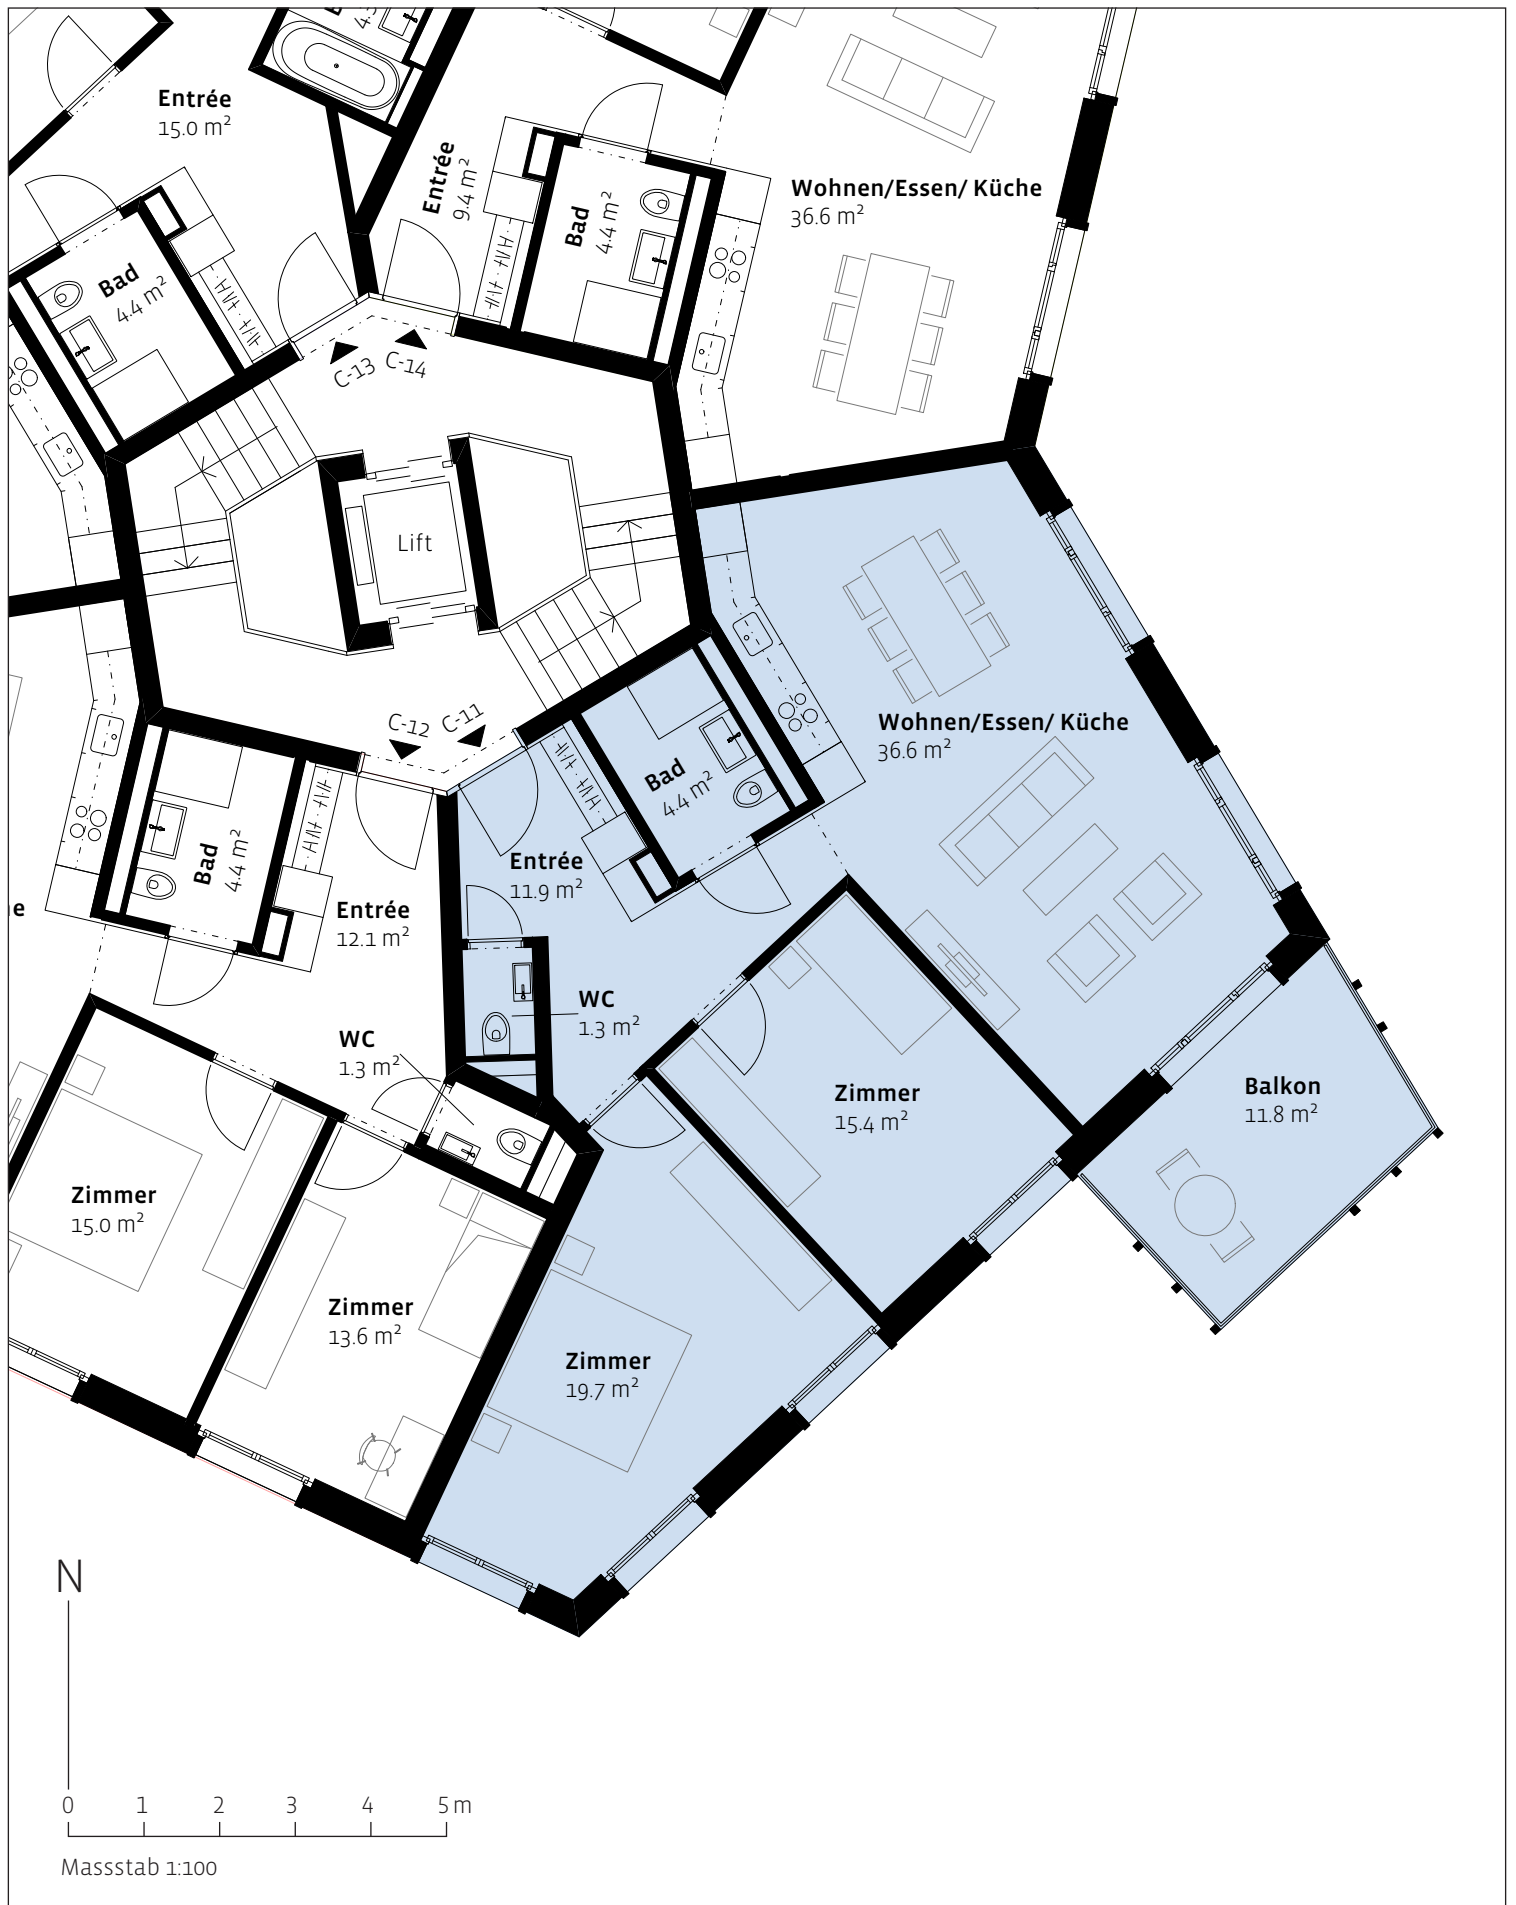 Entrée
15.0 m²
Entrée
9.4 m²
Bad
4.4 m²
Wohnen/Essen/ Küche
36.6 m²
Bad
4.4 m²
C-13
C-14
Lift
C-12
C-11
Wohnen/Essen/ Küche
36.6 m²
Bad
4.4 m²
Bad
4.4 m²
Entrée
11.9 m²
Entrée
12.1 m²
WC
1.3 m²
WC
1.3 m²
Zimmer
15.4 m²
Balkon
11.8 m²
Zimmer
15.0 m²
Zimmer
13.6 m²
Zimmer
19.7 m²
N
0 1 2 3 4 5 m
Massstab 1:100